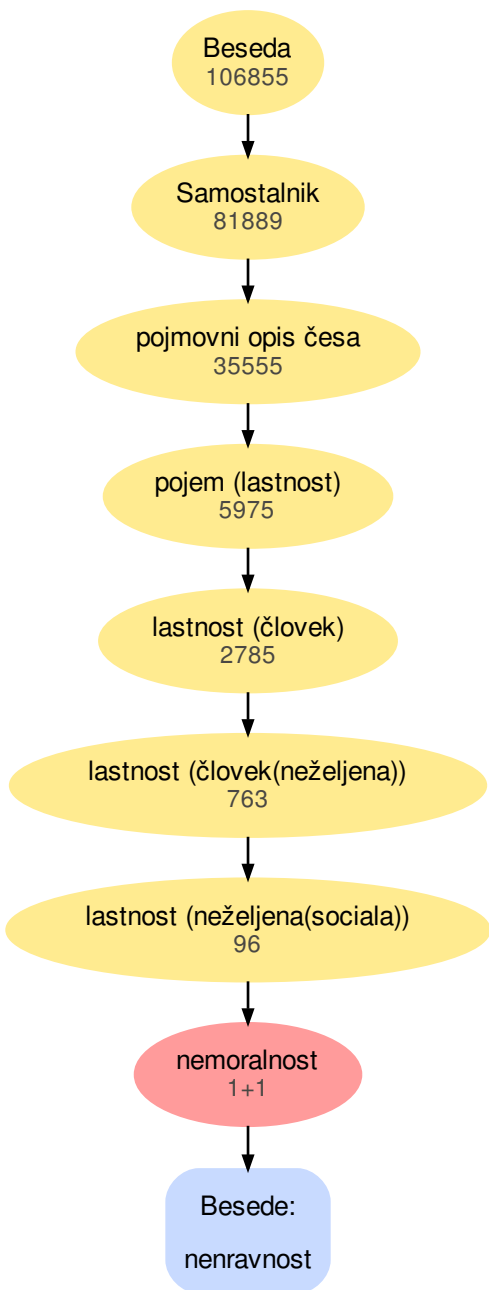 Beseda
106855
Samostalnik
81889
pojmovni opis česa
35555
pojem (lastnost)
5975
lastnost (človek)
2785
lastnost (človek(neželjena))
763
lastnost (neželjena(sociala))
96
nemoralnost
1+1
Besede:
nenravnost